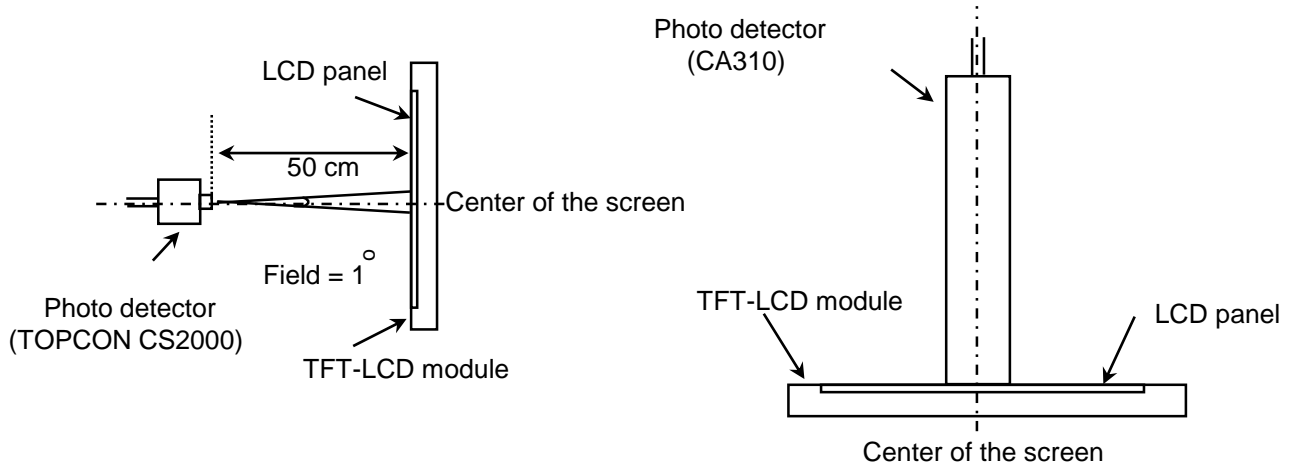 LCD panel
50 cm
Center of the screen
Field = 1°
Photo detector
(TOPCON CS2000)
TFT-LCD module
Photo detector
(CA310)
TFT-LCD module
LCD panel
Center of the screen